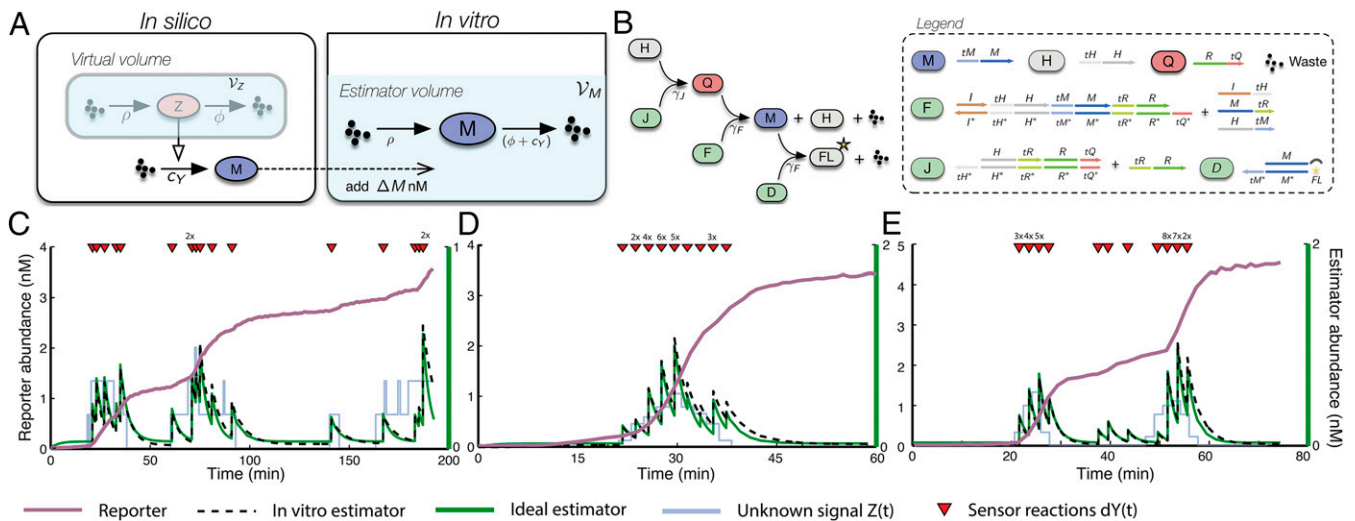 A
In silico
In vitro
Virtual volume
𝒱Z
ρ
Z
ϕ
cY
M
Estimator volume
𝒱M
ρ
M
(ϕ + cY)
add ΔM nM
B
H
Q
γJ
J
M + H +
γF
F
FL +
γF
D
Legend
M
tM M
H
tH H
Q
R tQ
Waste
F
I tH H tM M tR R
I* tH* H* tM* M* tR* R* tQ*
+
I tH
M tR
H tM
J
H tR R tQ
tH* H* tR* R* tQ*
+
tR R
D
M
tM* M* FL
C
Reporter abundance (nM)
4
3
2
1
0
2x
2x
1
0
0 50 100 150 200
Time (min)
D
4
3
2
1
0
2x 4x 6x 5x 3x
2
0
0 15 30 45 60
Time (min)
E
5
4
3
2
1
0
3x 4x 5x 8x 7x 2x
2
0
Estimator abundance (nM)
0 20 40 60 80
Time (min)
Reporter
In vitro estimator
Ideal estimator
Unknown signal Z(t)
Sensor reactions dY(t)